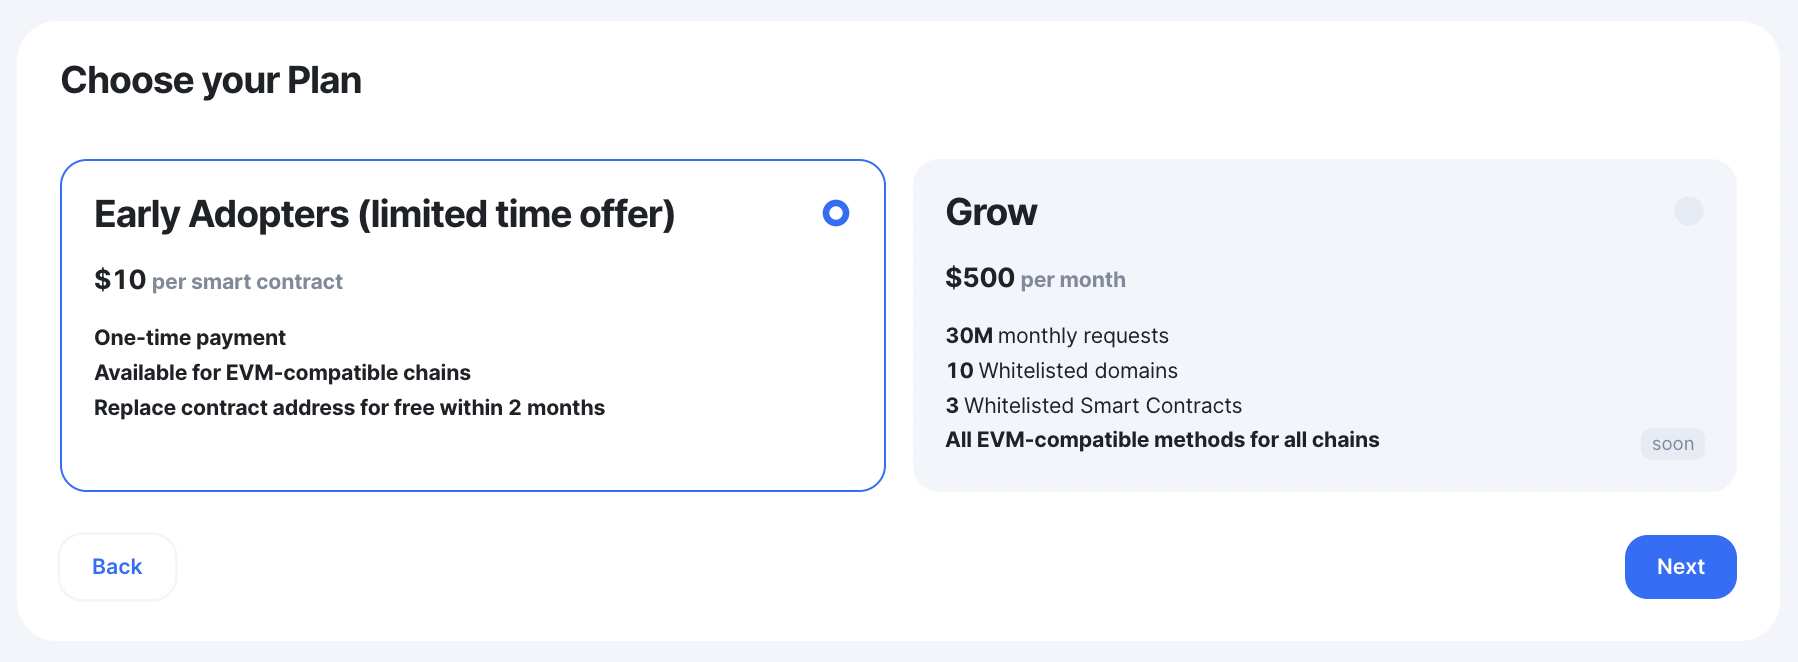 Choose your Plan
Early Adopters (limited time offer)
$10 per smart contract
One-time payment
Available for EVM-compatible chains
Replace contract address for free within 2 months
Grow
$500 per month
30M monthly requests
10 Whitelisted domains
3 Whitelisted Smart Contracts
All EVM-compatible methods for all chains
soon
Back
Next